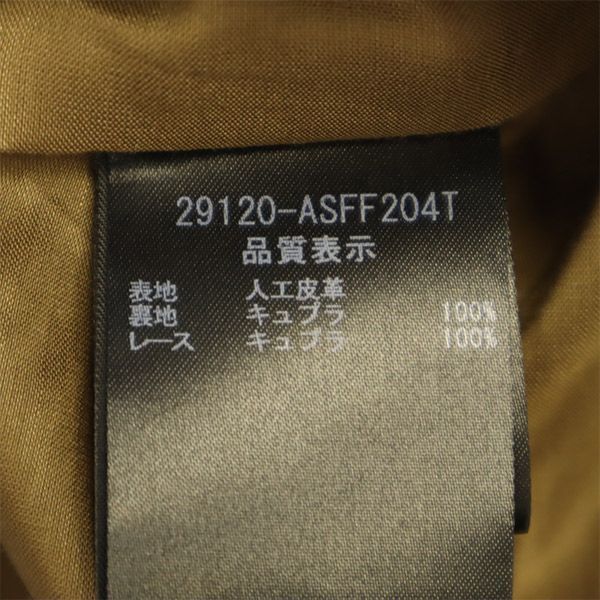 29120-ASFF204T
品質表示
表地 人工皮革
裏地 キュプラ 100%
レース キュプラ 100%